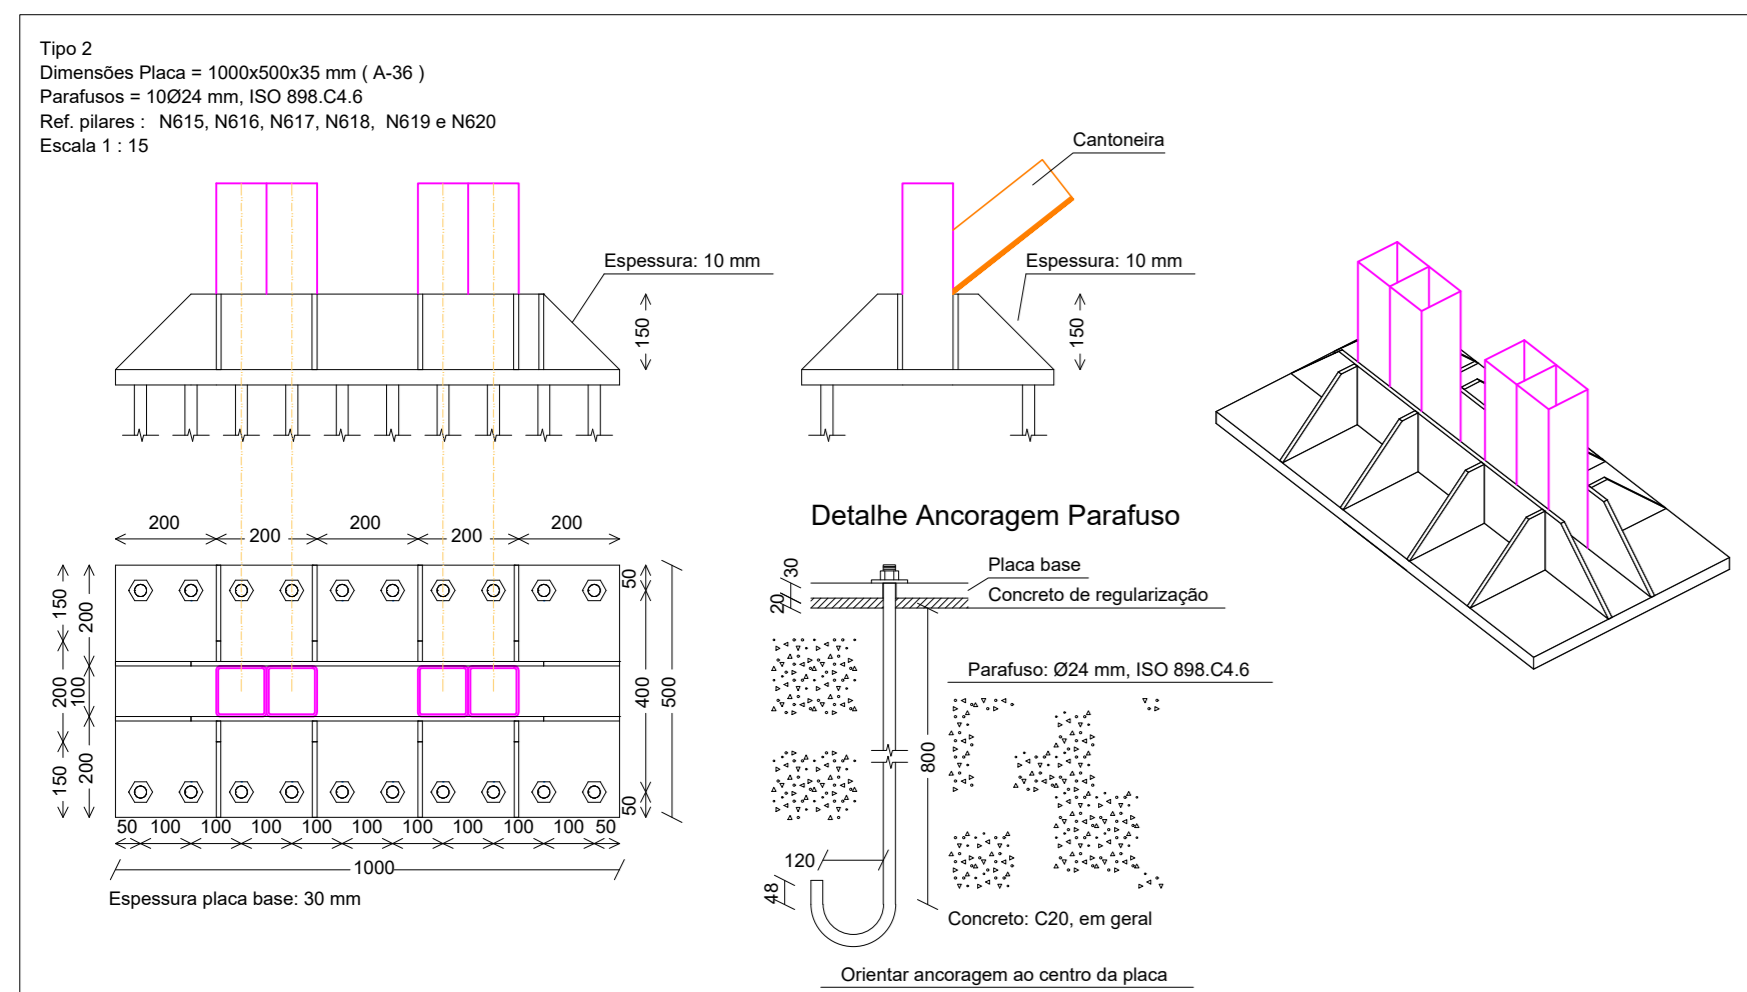 Tipo 2
Dimensões Placa = 1000x500x35 mm ( A-36 )
Parafusos = 10Ø24 mm, ISO 898.C4.6
Ref. pilares :   N615, N616, N617, N618,  N619 e N620
Escala 1 : 15
Cantoneira
Espessura: 10 mm
Espessura: 10 mm
150
150
200
200
200
200
200
150
200
150
200
100
200
50
400
50
500
50 100 100 100 100 100 100 100 100 100 50
1000
Espessura placa base: 30 mm
Detalhe Ancoragem Parafuso
30
20
Placa base
Concreto de regularização
Parafuso: Ø24 mm, ISO 898.C4.6
800
120
48
Concreto: C20, em geral
Orientar ancoragem ao centro da placa